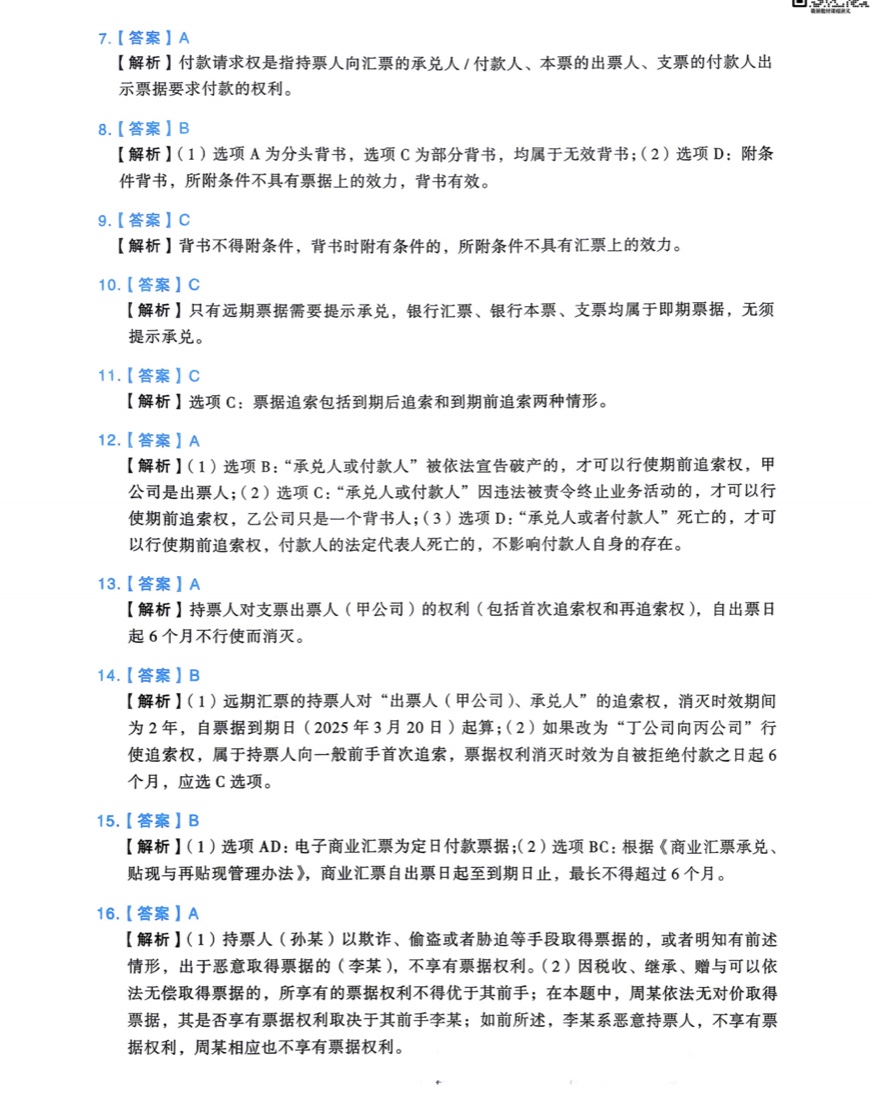 7.【答案】A
【解析】付款请求权是指持票人向汇票的承兑人/付款人、本票的出票人、支票的付款人出
示票据要求付款的权利。
8.【答案】B
【解析】(1)选项 A 为分头背书，选项 C 为部分背书，均属于无效背书;(2)选项 D：附条
件背书，所附条件不具有票据上的效力，背书有效。
9.【答案】C
【解析】背书不得附条件，背书时附有条件的，所附条件不具有汇票上的效力。
10.【答案】C
【解析】只有远期票据需要提示承兑，银行汇票、银行本票、支票均属于即期票据，无须
提示承兑。
11.【答案】C
【解析】选项 C：票据追索包括到期后追索和到期前追索两种情形。
12.【答案】A
【解析】(1)选项 B：“承兑人或付款人”被依法宣告破产的，才可以行使期前追索权，甲
公司是出票人;(2)选项 C：“承兑人或付款人”因违法被责令终止业务活动的，才可以行
使期前追索权，乙公司只是一个背书人;(3)选项 D：“承兑人或者付款人”死亡的，才可
以行使期前追索权，付款人的法定代表人死亡的，不影响付款人自身的存在。
13.【答案】A
【解析】持票人对支票出票人（甲公司）的权利（包括首次追索权和再追索权），自出票日
起 6 个月不行使而消灭。
14.【答案】B
【解析】(1)远期汇票的持票人对“出票人（甲公司）、承兑人”的追索权，消灭时效期间
为 2 年，自票据到期日（2025 年 3 月 20 日）起算;(2)如果改为“丁公司向丙公司”行
使追索权，属于持票人向一般前手首次追索，票据权利消灭时效为自被拒绝付款之日起 6
个月，应选 C 选项。
15.【答案】B
【解析】(1)选项 AD：电子商业汇票为定日付款票据;(2)选项 BC：根据《商业汇票承兑、
贴现与再贴现管理办法》，商业汇票自出票日起至到期日止，最长不得超过 6 个月。
16.【答案】A
【解析】(1)持票人（孙某）以欺诈、偷盗或者胁迫等手段取得票据的，或者明知有前述
情形，出于恶意取得票据的（李某），不享有票据权利。(2)因税收、继承、赠与可以依
法无偿取得票据的，所享有的票据权利不得优于其前手；在本题中，周某依法无对价取得
票据，其是否享有票据权利取决于其前手李某；如前所述，李某系恶意持票人，不享有票
据权利，周某相应也不享有票据权利。